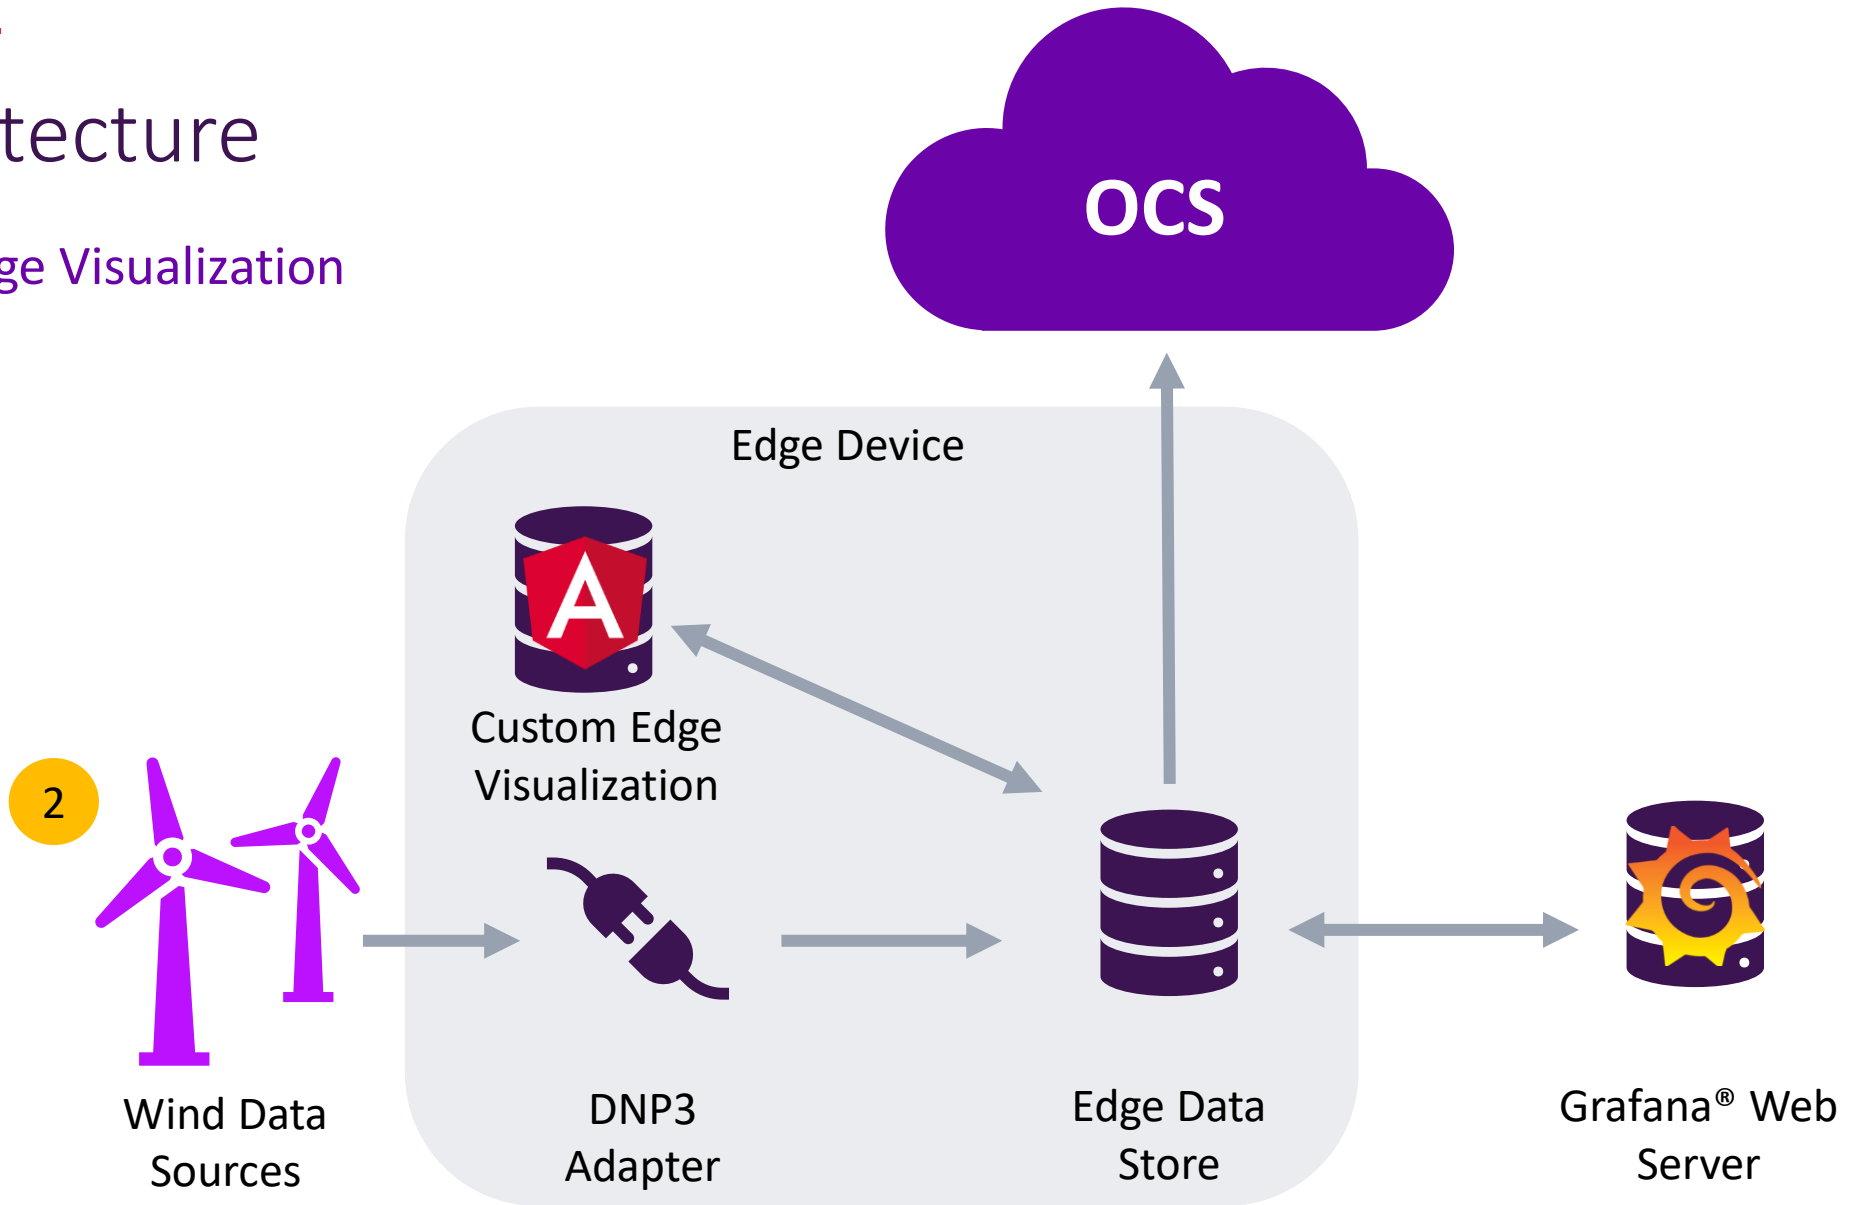 tecture
ge Visualization
OCS
Edge Device
A
Custom Edge
Visualization
2
Wind Data
Sources
DNP3
Adapter
Edge Data
Store
Grafana® Web
Server